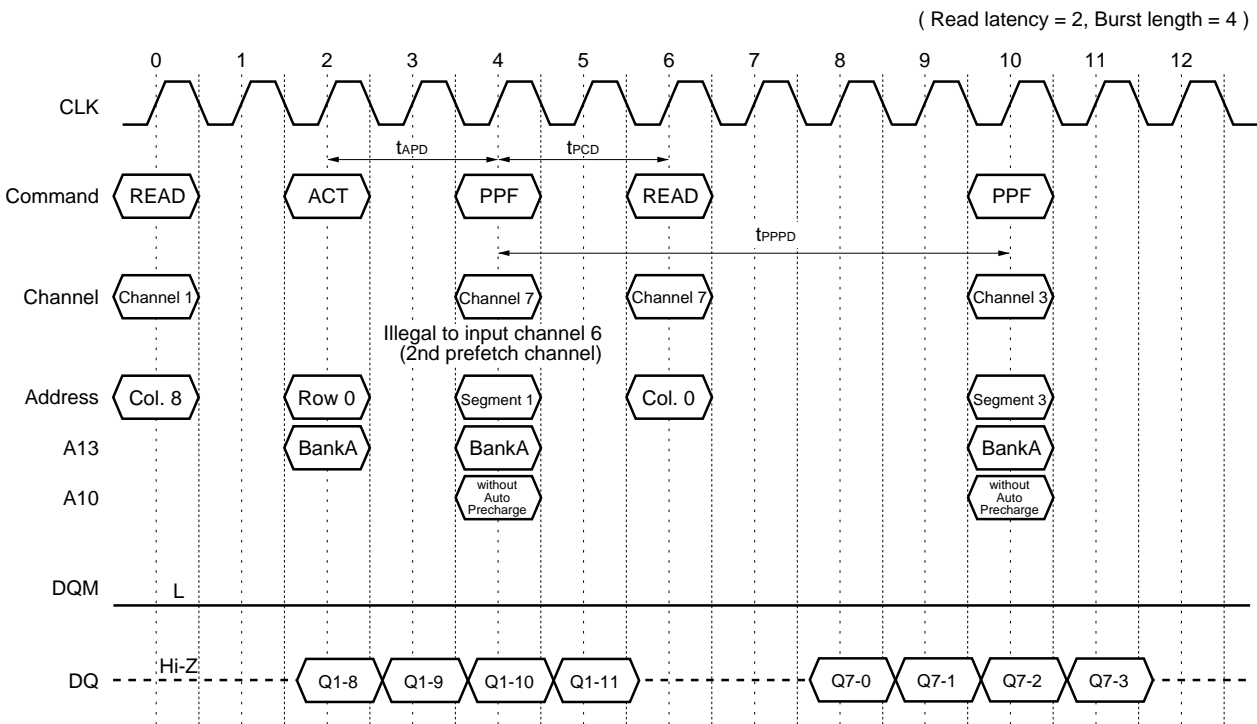 ( Read latency = 2, Burst length = 4 )
0 1 2 3 4 5 6 7 8 9 10 11 12
CLK
tAPD tPCD
Command READ ACT PPF READ PPF
tPPPD
Channel Channel 1 Channel 7 Channel 7 Channel 3
Illegal to input channel 6
(2nd prefetch channel)
Address Col. 8 Row 0 Segment 1 Col. 0 Segment 3
A13 BankA BankA BankA
without without
A10 Auto Auto
Precharge Precharge
DQM L
Hi-Z
DQ Q1-8 Q1-9 Q1-10 Q1-11 Q7-0 Q7-1 Q7-2 Q7-3